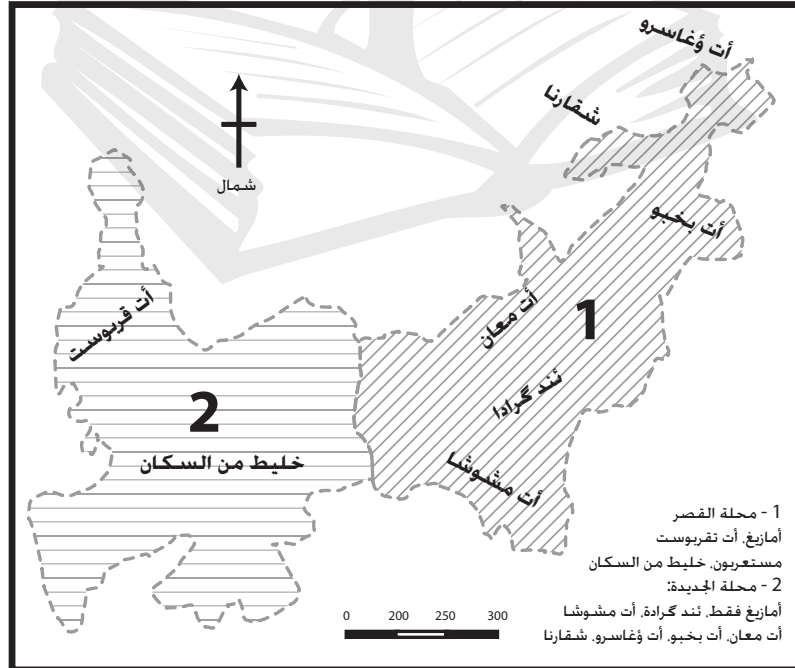 أت ؤغاسرو
شقارنا
شمال
أت بخبو
أت معان
1
أت قربوست
ئند گرادا
2
خليط من السكان
أت مشوشا
1 - محلة القصر
أمازيغ، أت تقربوست
مستعربون، خليط من السكان
2 - محلة الجديدة:
أمازيغ فقط، ئند گرادة، أت مشوشا
أت معان، أت بخبو، أت ؤغاسرو، شقارنا
0 200 250 300